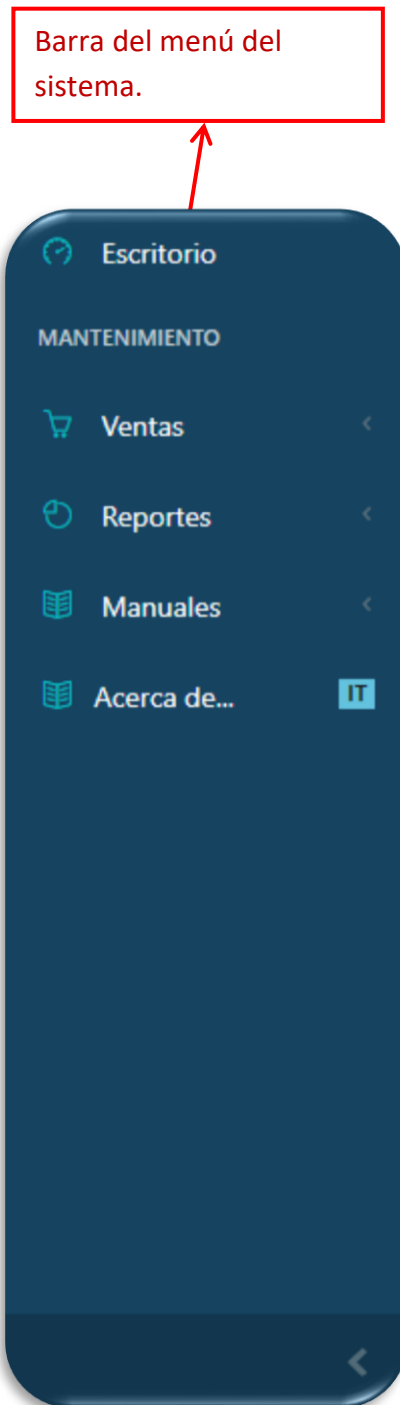 Barra del menú del
sistema.
Escritorio
MANTENIMIENTO
Ventas
Reportes
Manuales
Acerca de... IT